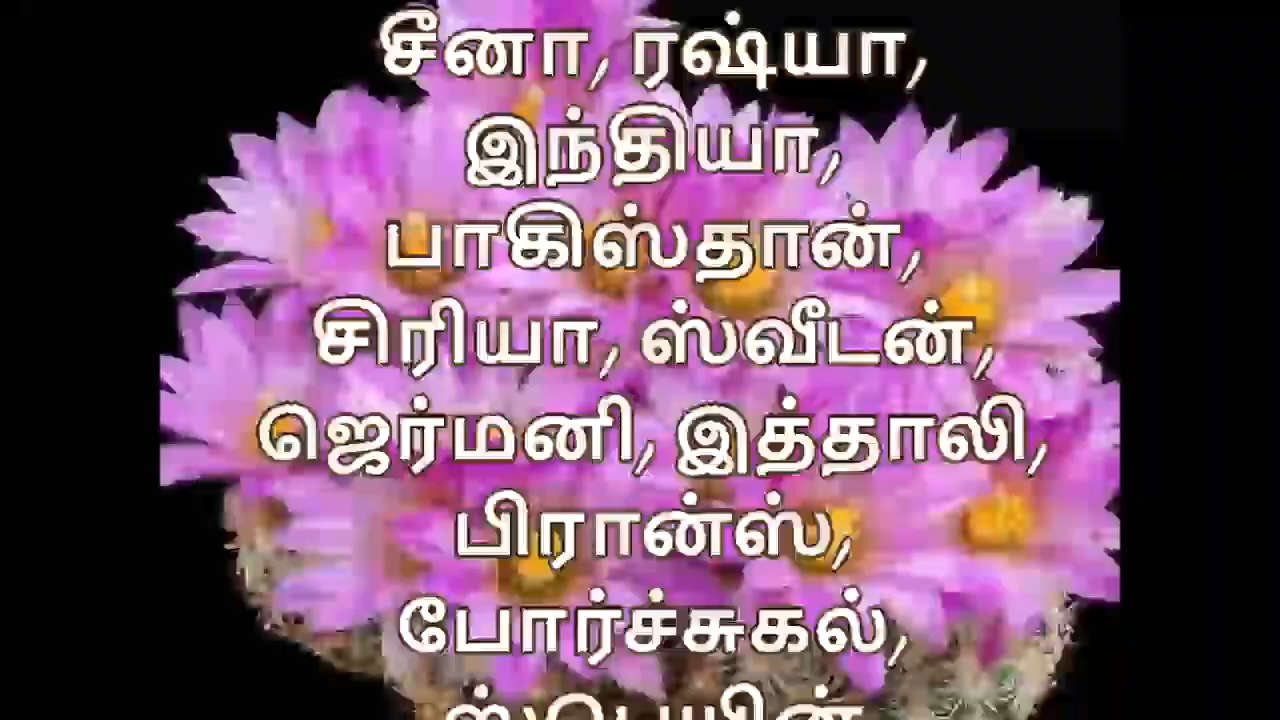 சீனா, ரஷ்யா,
இந்தியா,
பாகிஸ்தான்,
சிரியா, ஸ்வீடன்,
ஜெர்மனி, இத்தாலி,
பிரான்ஸ்,
போர்ச்சுகல்,
ஸ்பெயின்